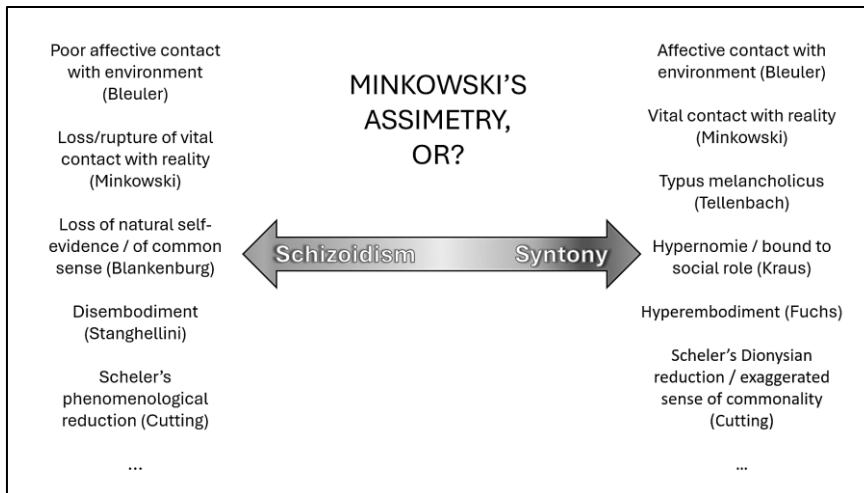 Poor affective contact
with environment
(Bleuler)
Loss/rupture of vital
contact with reality
(Minkowski)
Loss of natural self-
evidence / of common
sense (Blankenburg)
Disembodiment
(Stanghellini)
Scheler's
phenomenological
reduction (Cutting)
...
MINKOWSKI'S
ASSIMETRY,
OR?
Schizoidism
Syntony
Affective contact with
environment (Bleuler)
Vital contact with reality
(Minkowski)
Typus melancholicus
(Tellenbach)
Hypernomie / bound to
social role (Kraus)
Hyperembodiment (Fuchs)
Scheler's Dionysian
reduction / exaggerated
sense of commonality
(Cutting)
...